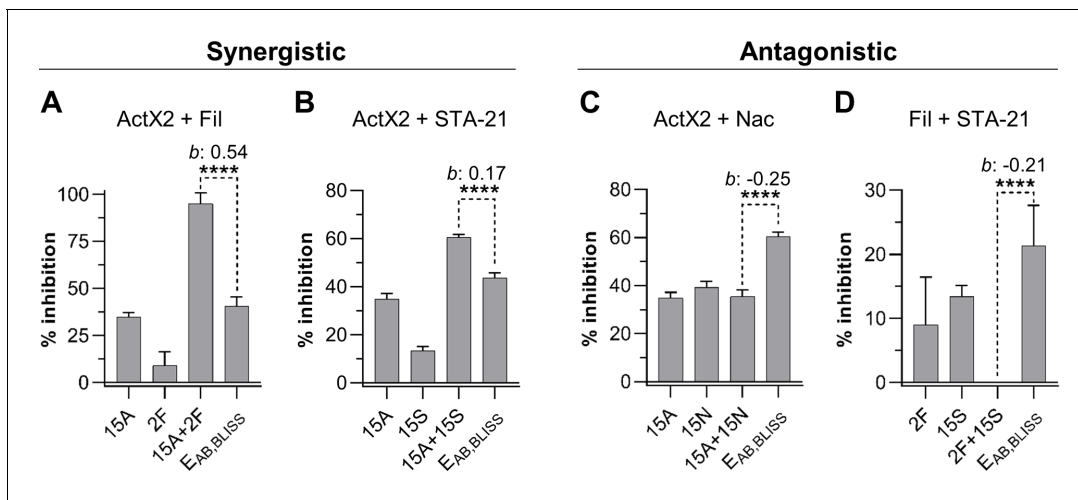 Synergistic
Antagonistic
A
ActX2 + Fil
b: 0.54
****
% inhibition
100
75
50
25
0
15A
2F
15A+2F
EAB,BLISS
B
ActX2 + STA-21
b: 0.17
****
% inhibition
80
60
40
20
0
15A
15S
15A+15S
EAB,BLISS
C
ActX2 + Nac
b: -0.25
****
% inhibition
80
60
40
20
0
15A
15N
15A+15N
EAB,BLISS
D
Fil + STA-21
b: -0.21
****
% inhibition
30
20
10
0
2F
15S
2F+15S
EAB,BLISS